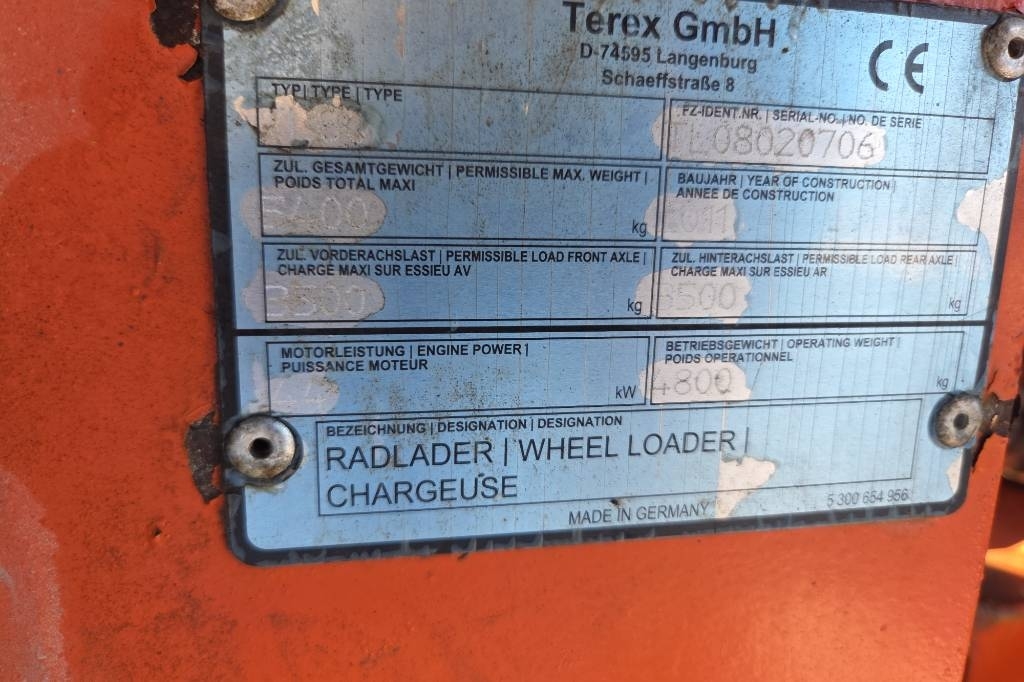 Terex GmbH
D-74595 Langenburg
Schaeffstraße 8
CE
TYP | TYPE | TYPE
FZ-IDENT.NR. | SERIAL-NO. | NO. DE SERIE
TL08020706
ZUL. GESAMTGEWICHT | PERMISSIBLE MAX. WEIGHT |
POIDS TOTAL MAXI
kg
BAUJAHR | YEAR OF CONSTRUCTION |
ANNEE DE CONSTRUCTION
2011
ZUL. VORDERACHSLAST | PERMISSIBLE LOAD FRONT AXLE |
CHARGE MAXI SUR ESSIEU AV
3500 kg
ZUL. HINTERACHSLAST | PERMISSIBLE LOAD REAR AXLE |
CHARGE MAXI SUR ESSIEU AR
3500 kg
MOTORLEISTUNG | ENGINE POWER |
PUISSANCE MOTEUR
kW
BETRIEBSGEWICHT | OPERATING WEIGHT |
POIDS OPERATIONNEL
4800 kg
BEZEICHNUNG | DESIGNATION | DESIGNATION
RADLADER | WHEEL LOADER |
CHARGEUSE
MADE IN GERMANY
5 300 654 956